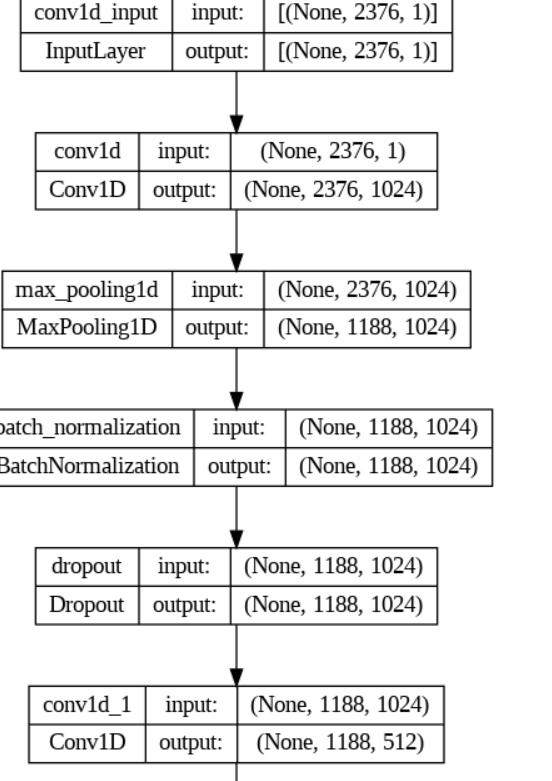 conv1d_input input: [(None, 2376, 1)]
InputLayer output: [(None, 2376, 1)]
conv1d input: (None, 2376, 1)
Conv1D output: (None, 2376, 1024)
max_pooling1d input: (None, 2376, 1024)
MaxPooling1D output: (None, 1188, 1024)
batch_normalization input: (None, 1188, 1024)
BatchNormalization output: (None, 1188, 1024)
dropout input: (None, 1188, 1024)
Dropout output: (None, 1188, 1024)
conv1d_1 input: (None, 1188, 1024)
Conv1D output: (None, 1188, 512)